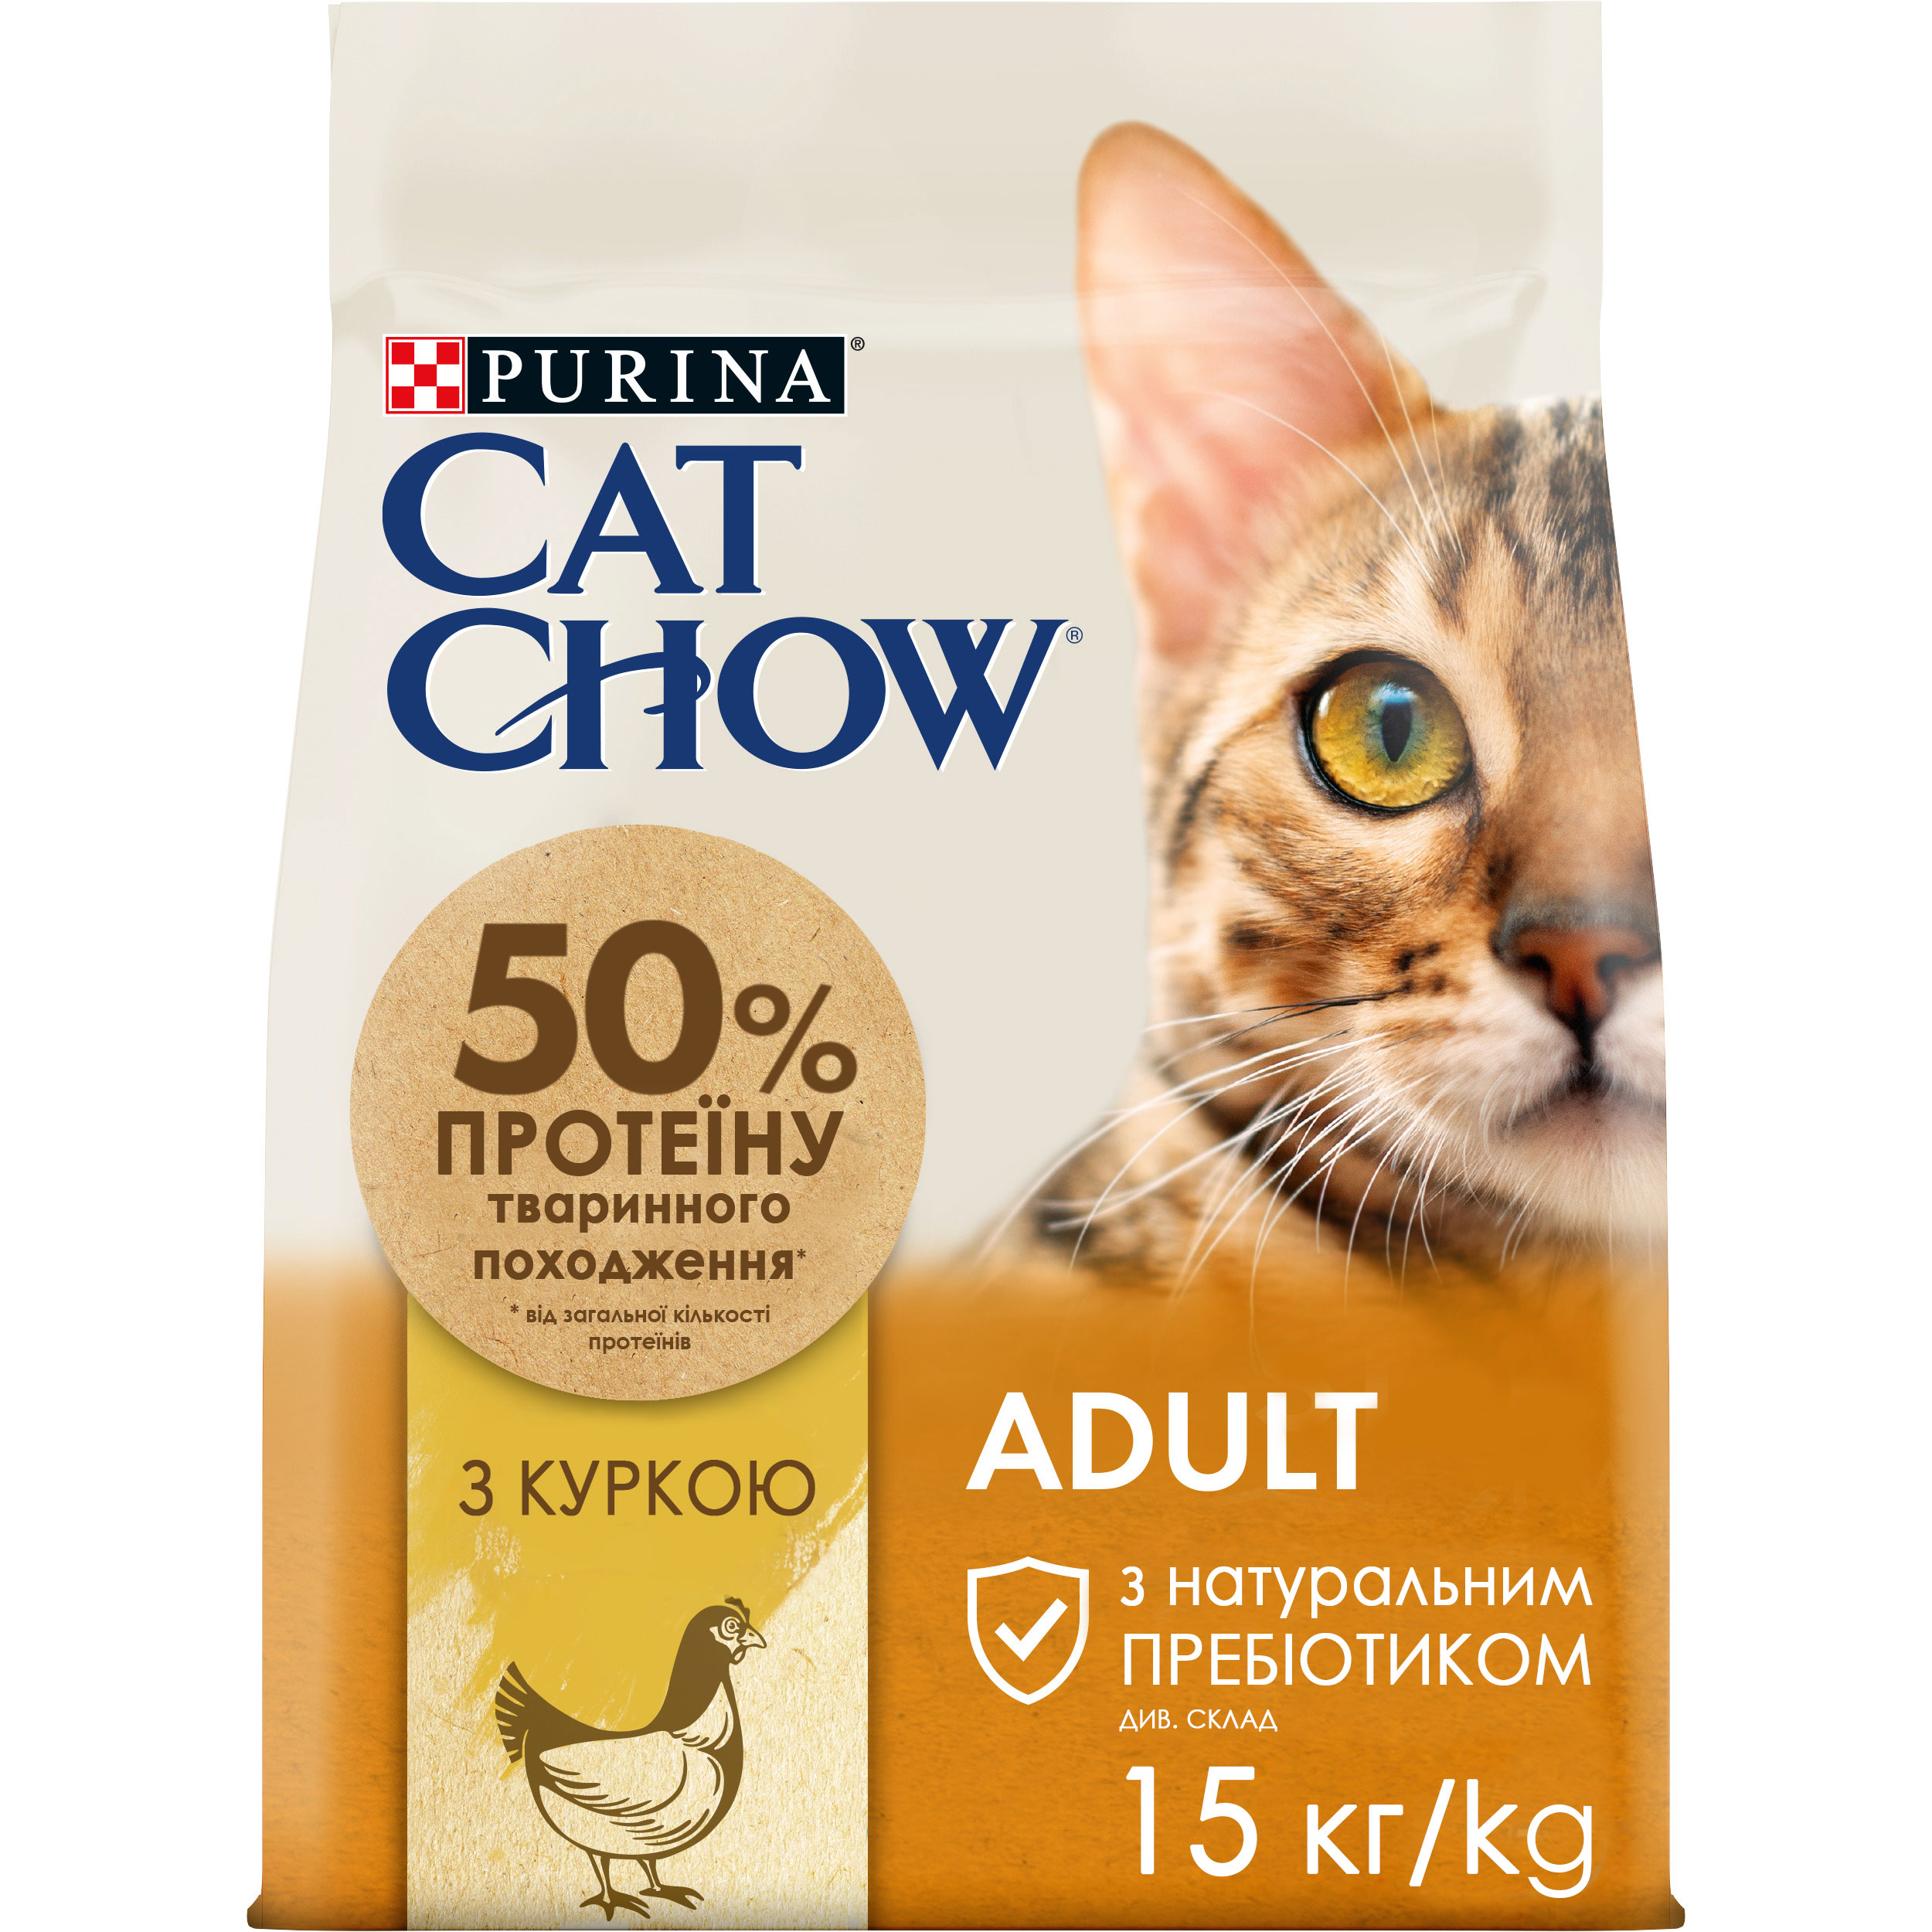 PURINA®
CAT
CHOW®
50%
ПРОТЕЇНУ
тваринного
походження*
* від загальної кількості
протеїнів
З КУРКОЮ
ADULT
з натуральним
ПРЕБІОТИКОМ
ДИВ. СКЛАД
15 кг/kg